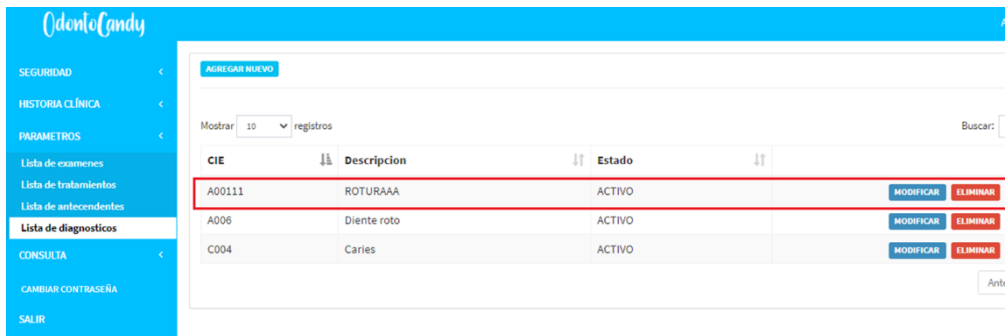 OdontoCandy
A
SEGURIDAD
HISTORIA CLÍNICA
PARAMETROS
Lista de examenes
Lista de tratamientos
Lista de antecendentes
Lista de diagnosticos
CONSULTA
CAMBIAR CONTRASEÑA
SALIR
AGREGAR NUEVO
Mostrar 10 registros Buscar:
CIE Descripcion Estado
A00111 ROTURAAA ACTIVO MODIFICAR ELIMINAR
A006 Diente roto ACTIVO MODIFICAR ELIMINAR
C004 Caries ACTIVO MODIFICAR ELIMINAR
Ante